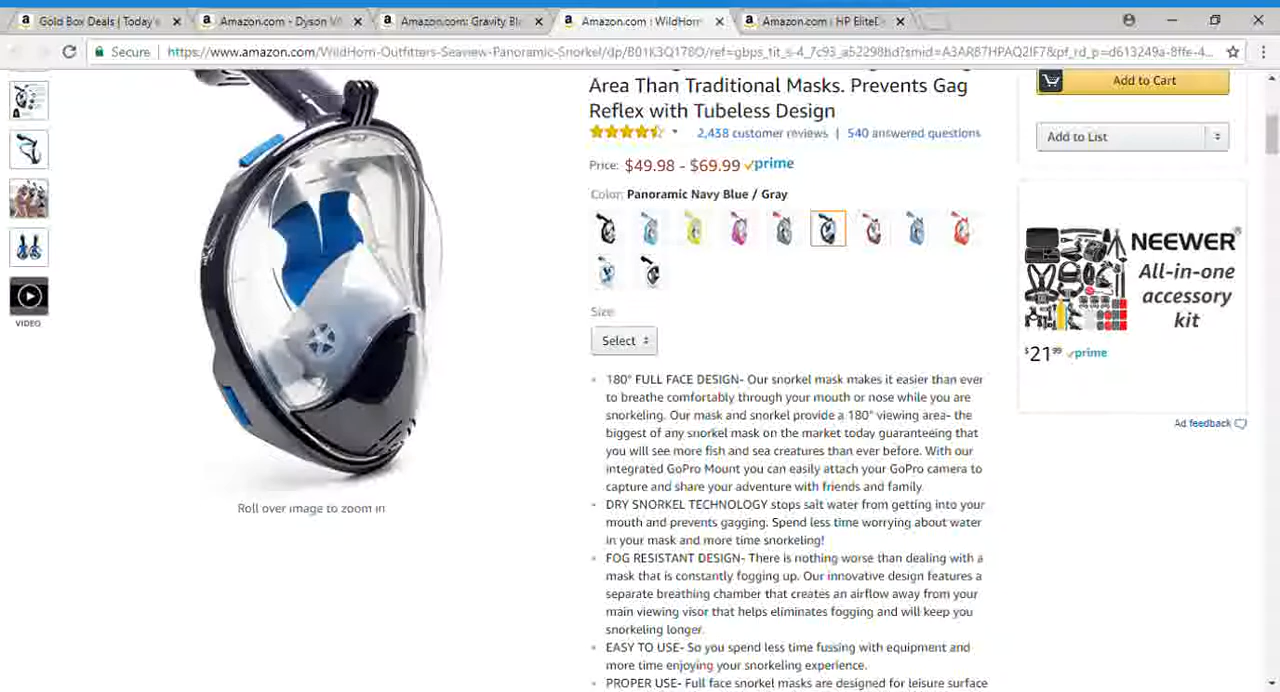 Gold Box Deals | Today's
Amazon.com - Dyson V
Amazon.com: Gravity Bl
Amazon.com : WildHorn
Amazon.com : HP EliteD
Secure
https://www.amazon.com/WildHorn-Outfitters-Seaview-Panoramic-Snorkel/dp/B01K3Q178O/ref=gbps_tit_s-4_7c93_a52298bd?smid=A3AR87HPAQ2IF7&pf_rd_p=d613249a-8ffe-4...
Area Than Traditional Masks. Prevents Gag
Reflex with Tubeless Design
2,438 customer reviews | 540 answered questions
Price: $49.98 - $69.99 prime
Color: Panoramic Navy Blue / Gray
Size:
Select
180° FULL FACE DESIGN- Our snorkel mask makes it easier than ever
to breathe comfortably through your mouth or nose while you are
snorkeling. Our mask and snorkel provide a 180° viewing area- the
biggest of any snorkel mask on the market today guaranteeing that
you will see more fish and sea creatures than ever before. With our
integrated GoPro Mount you can easily attach your GoPro camera to
capture and share your adventure with friends and family.
DRY SNORKEL TECHNOLOGY stops salt water from getting into your
mouth and prevents gagging. Spend less time worrying about water
in your mask and more time snorkeling!
FOG RESISTANT DESIGN- There is nothing worse than dealing with a
mask that is constantly fogging up. Our innovative design features a
separate breathing chamber that creates an airflow away from your
main viewing visor that helps eliminates fogging and will keep you
snorkeling longer.
EASY TO USE- So you spend less time fussing with equipment and
more time enjoying your snorkeling experience.
PROPER USE- Full face snorkel masks are designed for leisure surface
VIDEO
Roll over image to zoom in
Add to Cart
Add to List
NEEWER®
All-in-one
accessory
kit
$21 99 prime
Ad feedback